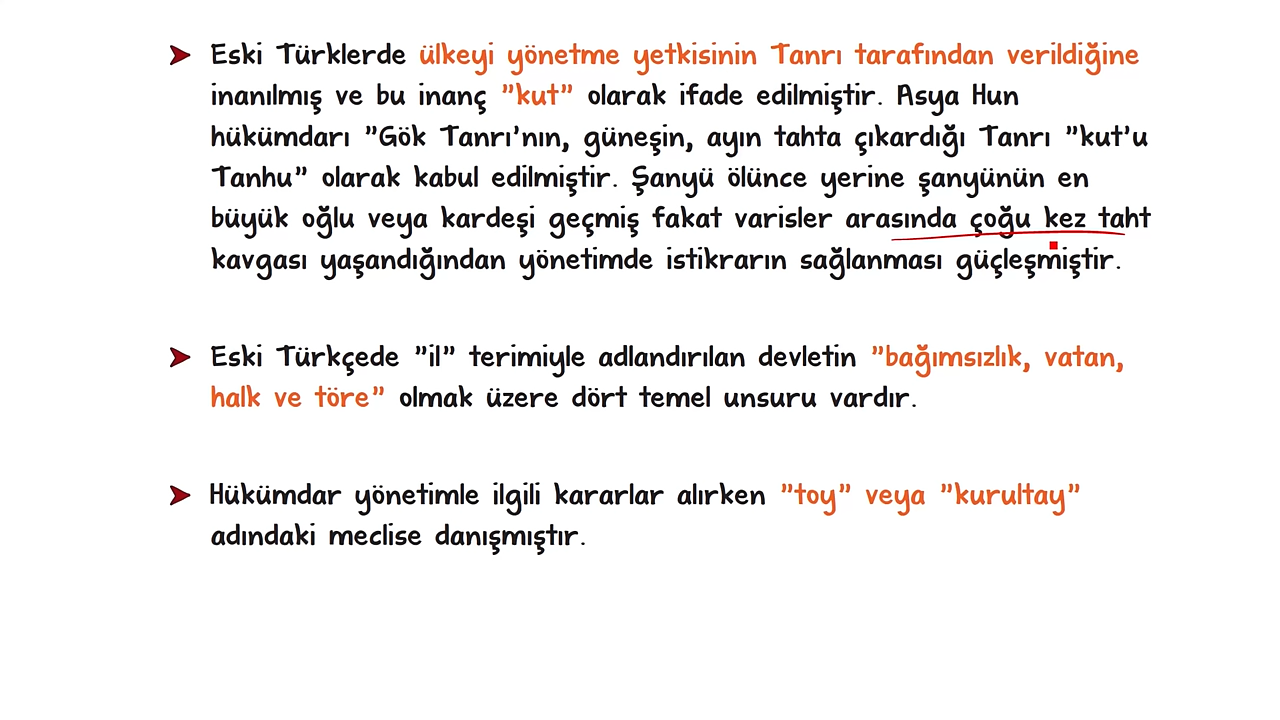 Eski Türklerde ülkeyi yönetme yetkisinin Tanrı tarafından verildiğine
inanılmış ve bu inanç "kut" olarak ifade edilmiştir. Asya Hun
hükümdarı "Gök Tanrı'nın, güneşin, ayın tahta çıkardığı Tanrı "kut'u
Tanhu" olarak kabul edilmiştir. Şanyü ölünce yerine şanyünün en
büyük oğlu veya kardeşi geçmiş fakat varisler arasında çoğu kez taht
kavgası yaşandığından yönetimde istikrarın sağlanması güçleşmiştir.
Eski Türkçede "il" terimiyle adlandırılan devletin "bağımsızlık, vatan,
halk ve töre" olmak üzere dört temel unsuru vardır.
Hükümdar yönetimle ilgili kararlar alırken "toy" veya "kurultay"
adındaki meclise danışmıştır.